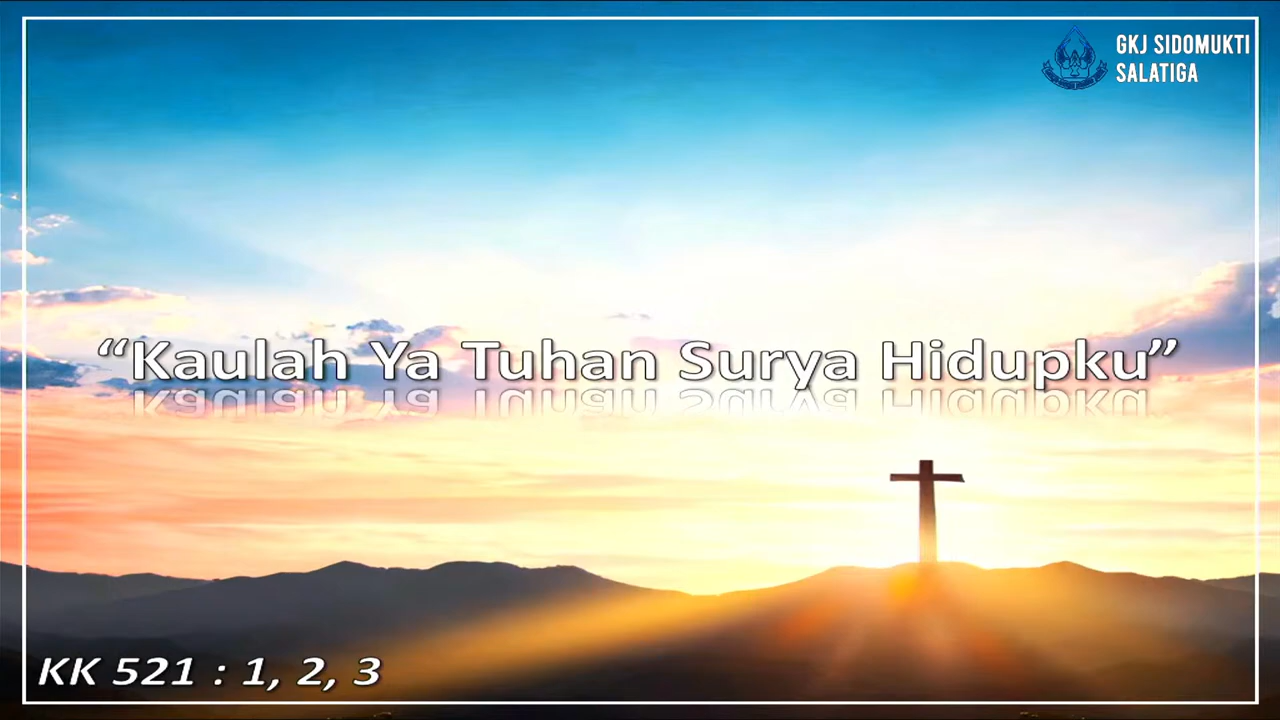 GKJ SIDOMUKTI
SALATIGA
“Kaulah Ya Tuhan Surya Hidupku”
KK 521 : 1, 2, 3